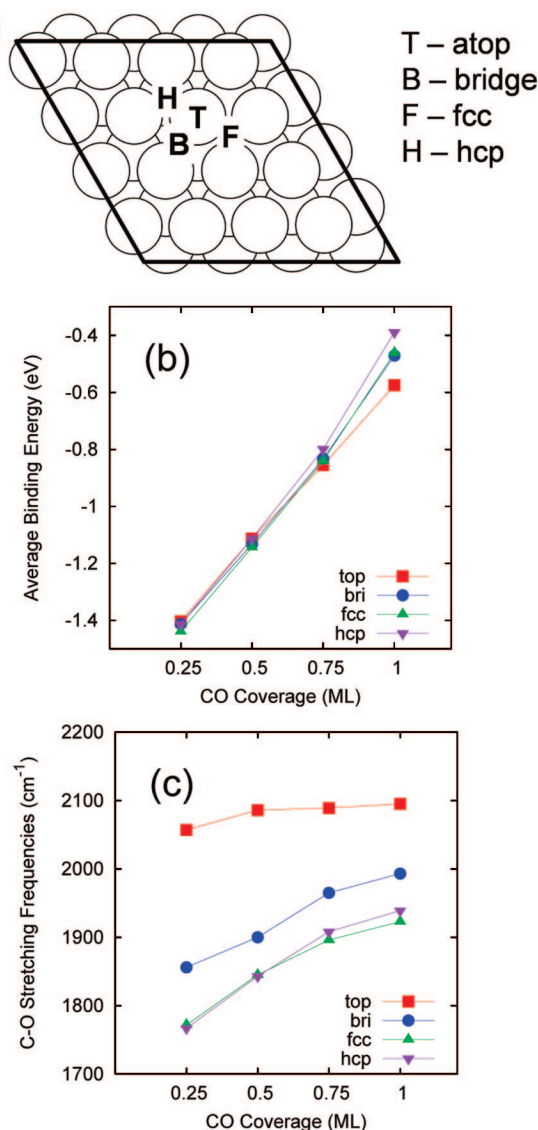 T – atop
B – bridge
F – fcc
H – hcp
H
T
B
F
(b)
Average Binding Energy (eV)
-0.4
-0.6
-0.8
-1
-1.2
-1.4
top
bri
fcc
hcp
0.25 0.5 0.75 1
CO Coverage (ML)
(c)
C-O Stretching Frequencies (cm⁻¹)
2200
2100
2000
1900
1800
1700
top
bri
fcc
hcp
0.25 0.5 0.75 1
CO Coverage (ML)